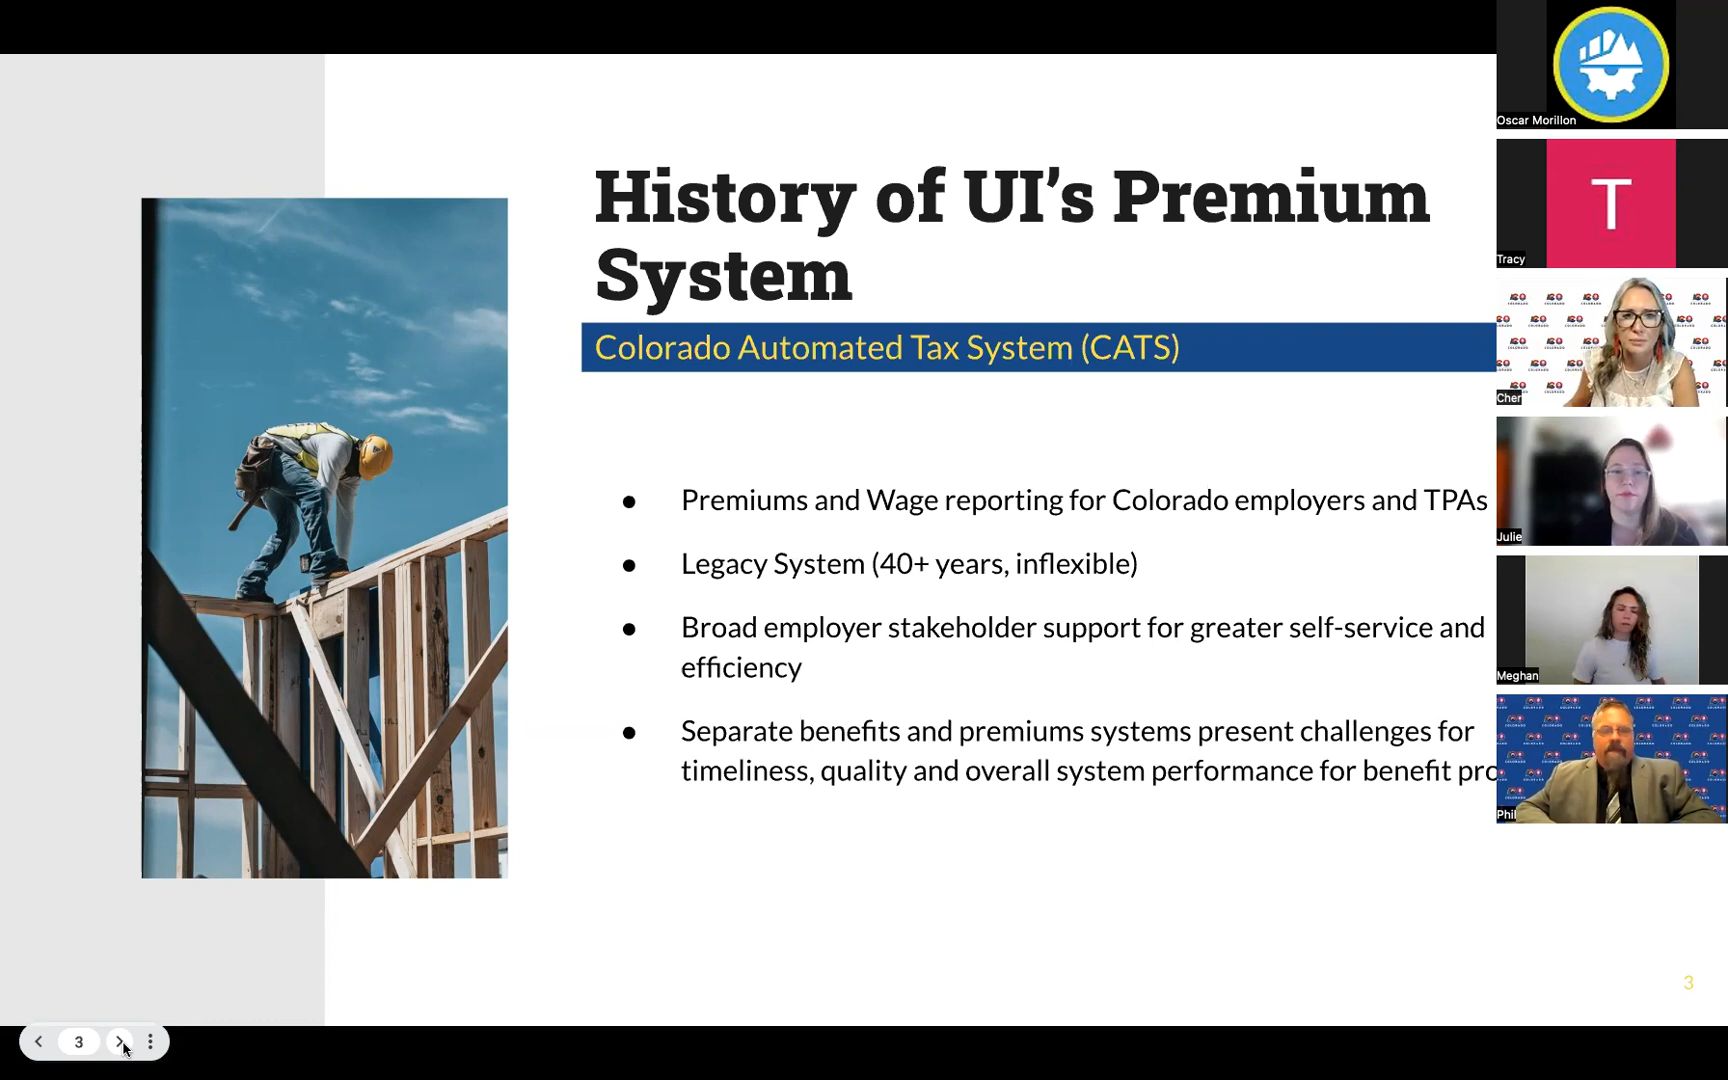 History of UI’s Premium
System
Colorado Automated Tax System (CATS)
● Premiums and Wage reporting for Colorado employers and TPAs
● Legacy System (40+ years, inflexible)
● Broad employer stakeholder support for greater self-service and
efficiency
● Separate benefits and premiums systems present challenges for
timeliness, quality and overall system performance for benefit pro
3
3
Oscar Morillon
T
Tracy
Cher
Julie
Meghan
Phil